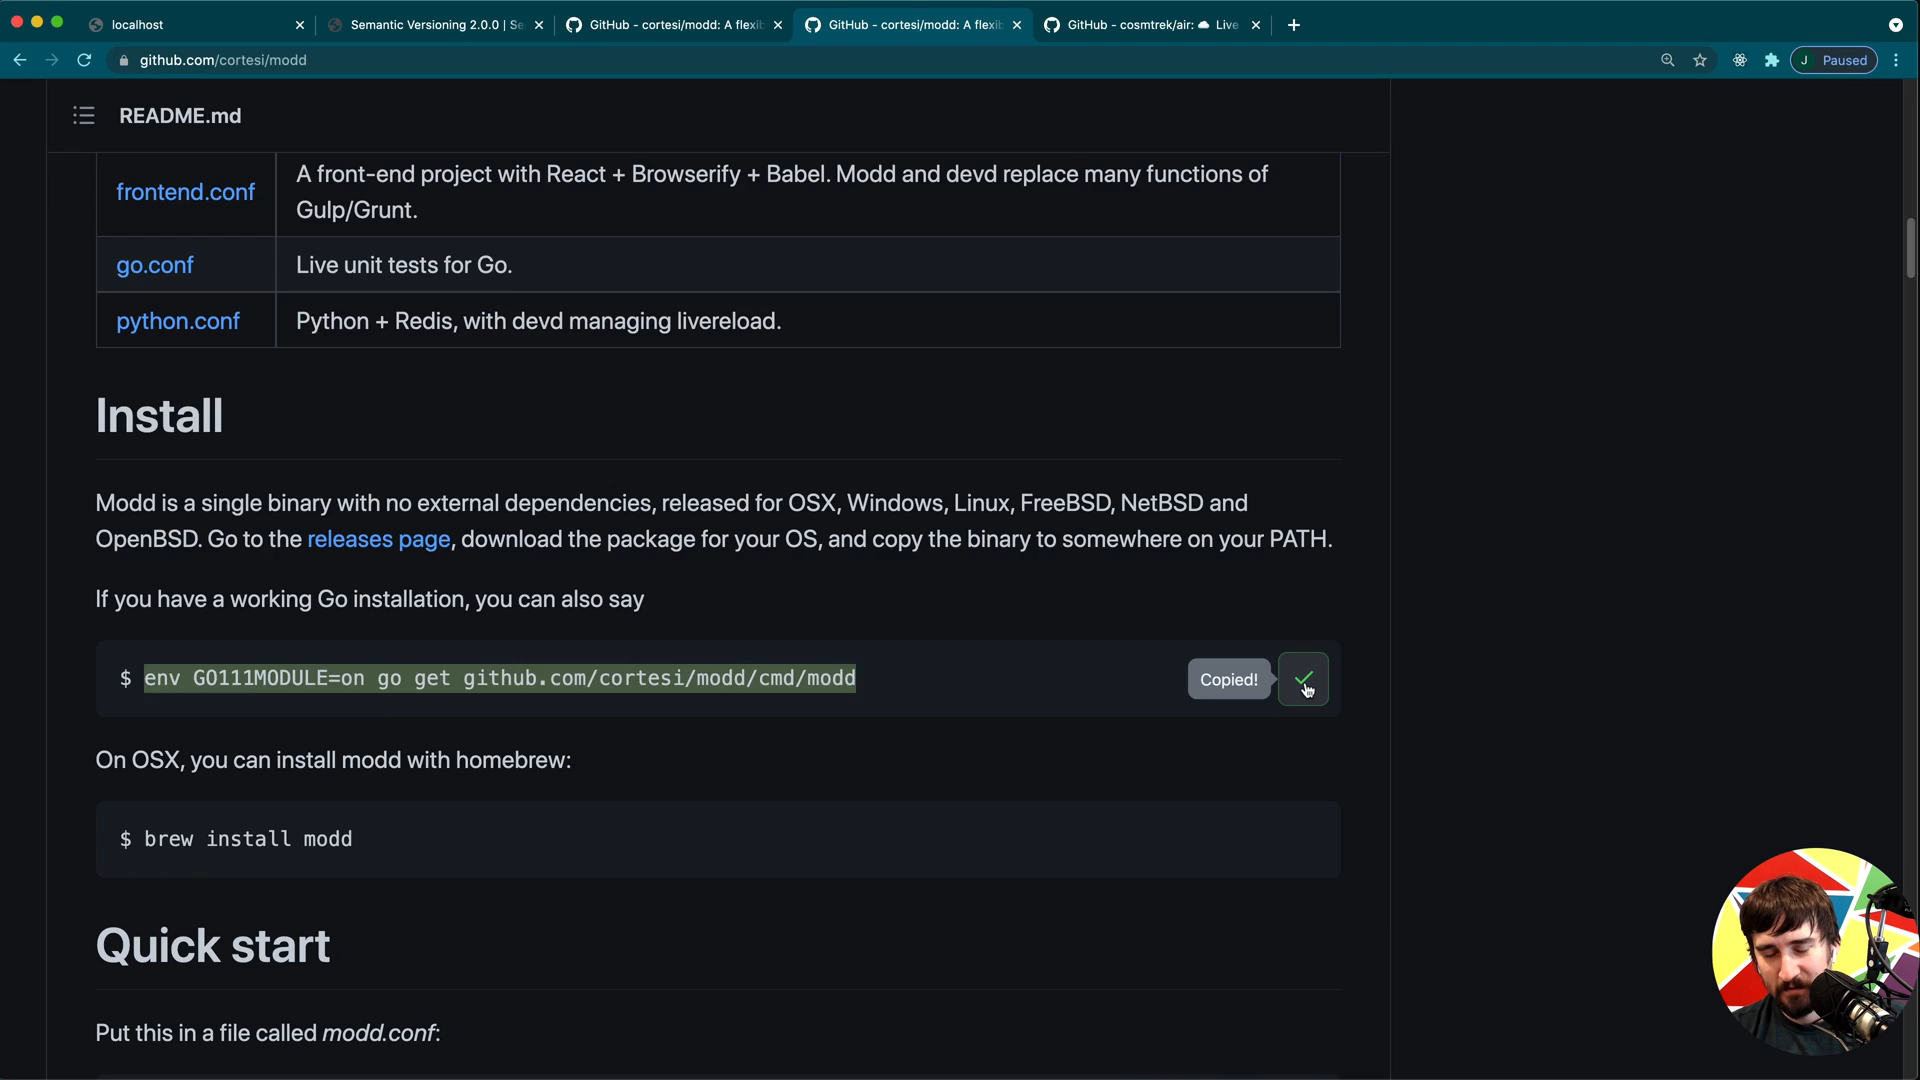 localhost
Semantic Versioning 2.0.0 | Se
GitHub - cortesi/modd: A flexib
GitHub - cortesi/modd: A flexib
GitHub - cosmtrek/air: ☁ Live
github.com/cortesi/modd
J Paused
README.md
frontend.conf
A front-end project with React + Browserify + Babel. Modd and devd replace many functions of
Gulp/Grunt.
go.conf
Live unit tests for Go.
python.conf
Python + Redis, with devd managing livereload.
Install
Modd is a single binary with no external dependencies, released for OSX, Windows, Linux, FreeBSD, NetBSD and
OpenBSD. Go to the releases page, download the package for your OS, and copy the binary to somewhere on your PATH.
If you have a working Go installation, you can also say
$ env GO111MODULE=on go get github.com/cortesi/modd/cmd/modd
Copied!
On OSX, you can install modd with homebrew:
$ brew install modd
Quick start
Put this in a file called modd.conf: